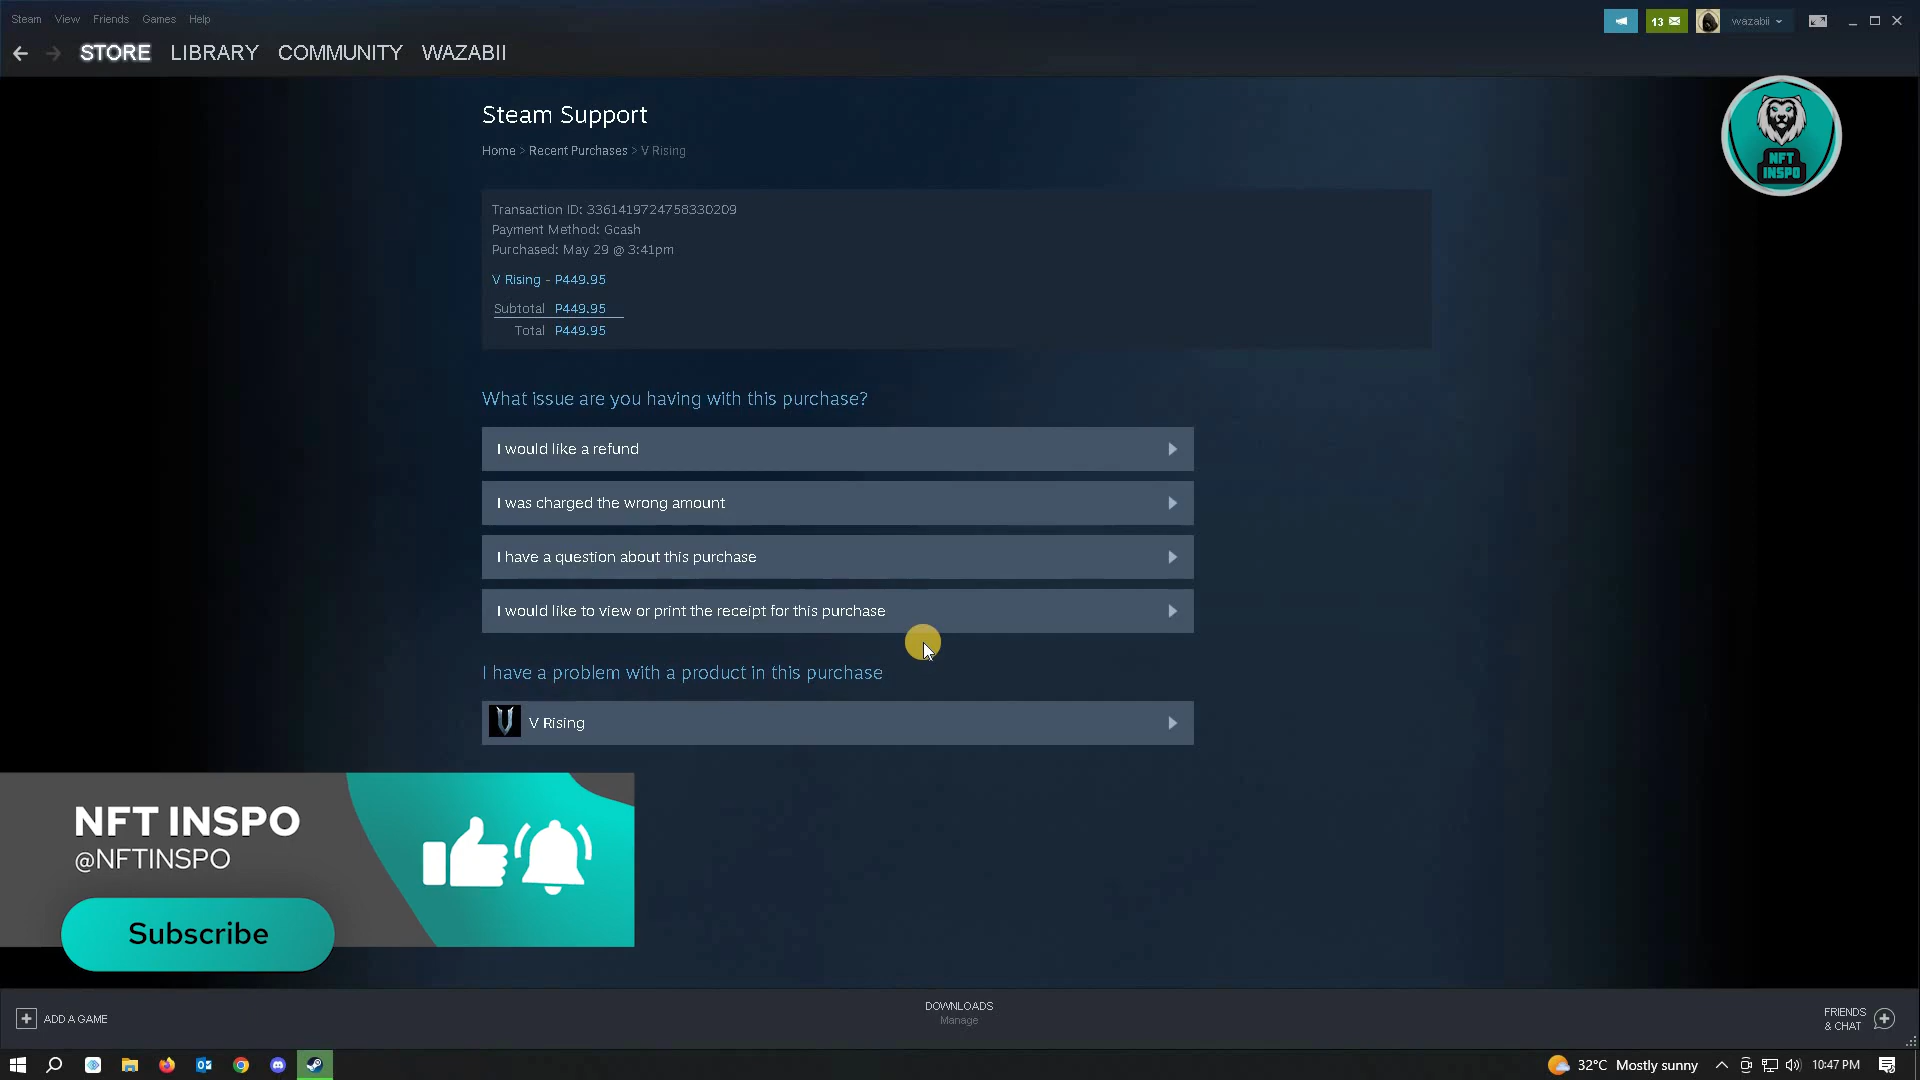 Steam View Friends Games Help
13
wazabii
STORE LIBRARY COMMUNITY WAZABII
Steam Support
Home > Recent Purchases > V Rising
NFT
INSPO
Transaction ID: 3361419724758330209
Payment Method: Gcash
Purchased: May 29 @ 3:41pm
V Rising - P449.95
Subtotal P449.95
Total P449.95
What issue are you having with this purchase?
I would like a refund
I was charged the wrong amount
I have a question about this purchase
I would like to view or print the receipt for this purchase
I have a problem with a product in this purchase
V Rising
NFT INSPO
@NFTINSPO
Subscribe
ADD A GAME
DOWNLOADS
Manage
FRIENDS
& CHAT
32°C Mostly sunny
10:47 PM